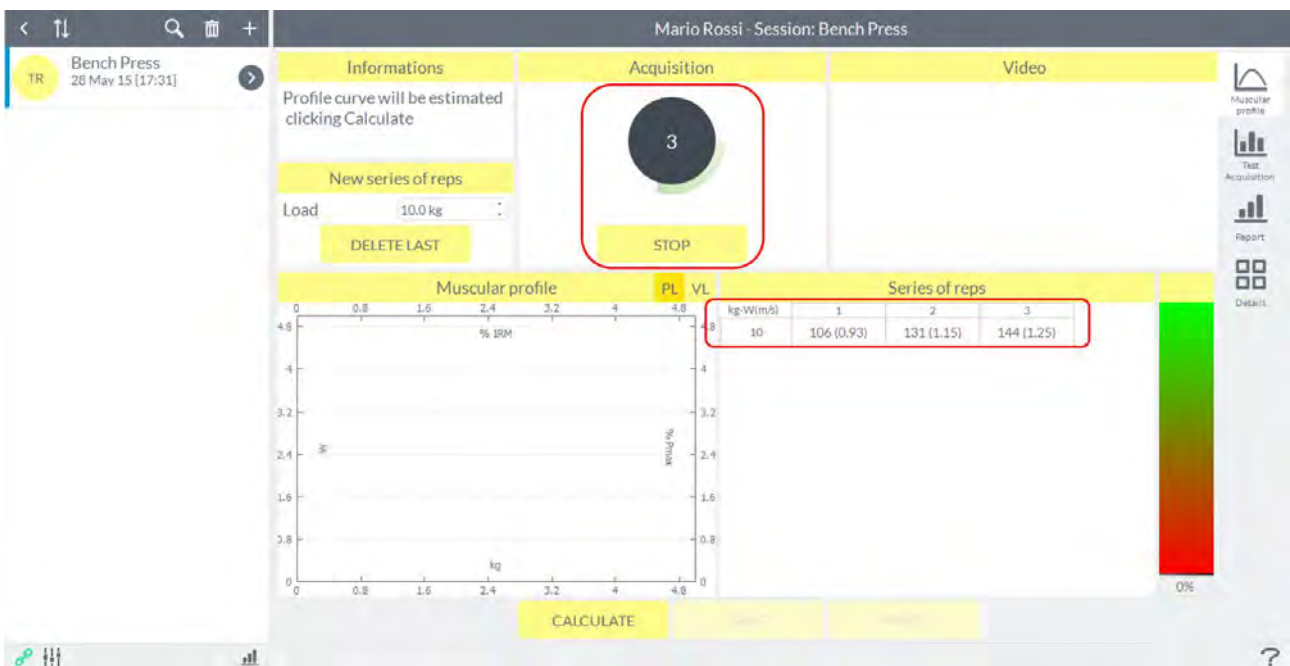 Mario Rossi - Session: Bench Press
TR
Bench Press
28 May 15 [17:31]
Informations
Profile curve will be estimated
clicking Calculate
New series of reps
Load 10.0 kg
DELETE LAST
Acquisition
3
STOP
Video
Muscular
profile
Test
Acquisition
Report
Details
Muscular profile PL VL
0 0.8 1.6 2.4 3.2 4 4.8
% 1RM
4.8 4.8
4 4
3.2 3.2
2.4 W % Pmax 2.4
1.6 1.6
0.8 0.8
kg
0 0
0 0.8 1.6 2.4 3.2 4 4.8
Series of reps
kg-W(m/s) 1 2 3
10 106 (0.93) 131 (1.15) 144 (1.25)
0%
CALCULATE
?